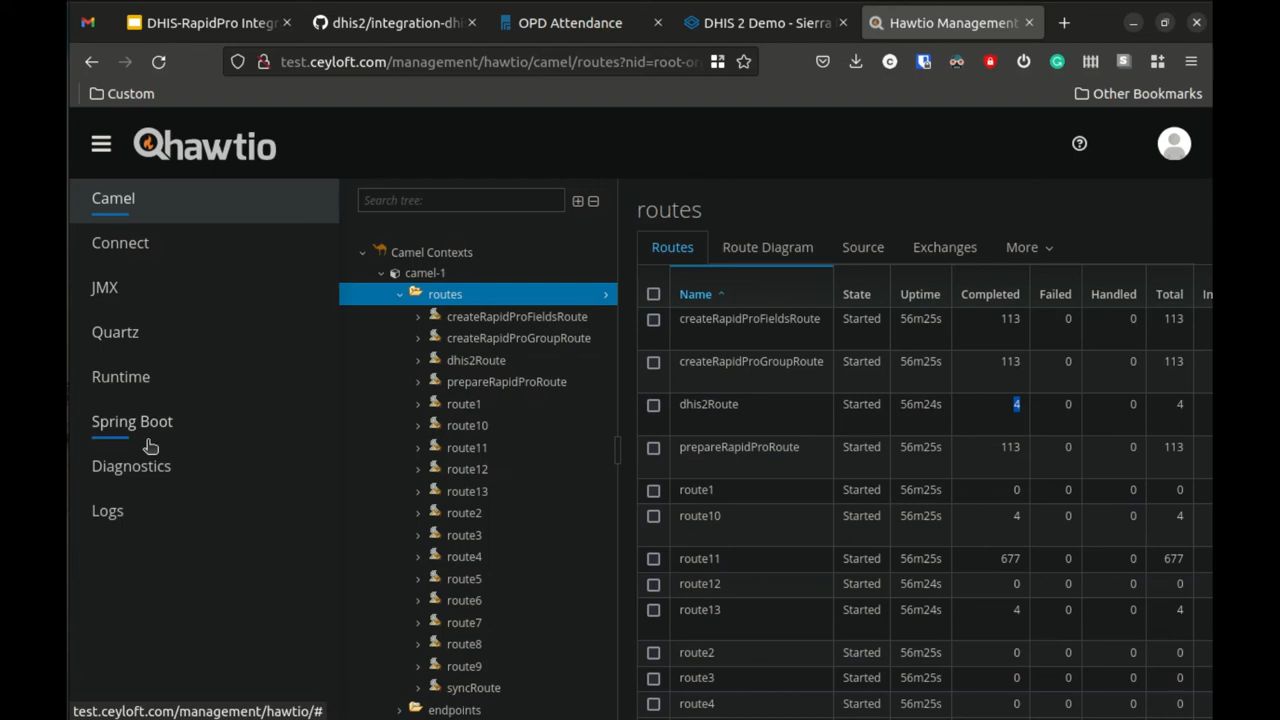 DHIS-RapidPro Integr
dhis2/integration-dhi
OPD Attendance
DHIS 2 Demo - Sierra
Hawtio Management
test.ceyloft.com/management/hawtio/camel/routes?nid=root-or
Custom
Other Bookmarks
hawtio
Camel
Connect
JMX
Quartz
Runtime
Spring Boot
Diagnostics
Logs
Search tree:
Camel Contexts
camel-1
routes
createRapidProFieldsRoute
createRapidProGroupRoute
dhis2Route
prepareRapidProRoute
route1
route10
route11
route12
route13
route2
route3
route4
route5
route6
route7
route8
route9
syncRoute
endpoints
routes
Routes Route Diagram Source Exchanges More
Name State Uptime Completed Failed Handled Total In
createRapidProFieldsRoute Started 56m25s 113 0 0 113
createRapidProGroupRoute Started 56m25s 113 0 0 113
dhis2Route Started 56m24s 4 0 0 4
prepareRapidProRoute Started 56m25s 113 0 0 113
route1 Started 56m25s 0 0 0 0
route10 Started 56m25s 4 0 0 4
route11 Started 56m25s 677 0 0 677
route12 Started 56m24s 0 0 0 0
route13 Started 56m24s 4 0 0 4
route2 Started 56m25s 0 0 0 0
route3 Started 56m25s 0 0 0 0
route4 Started 56m25s 0 0 0 0
test.ceyloft.com/management/hawtio/#